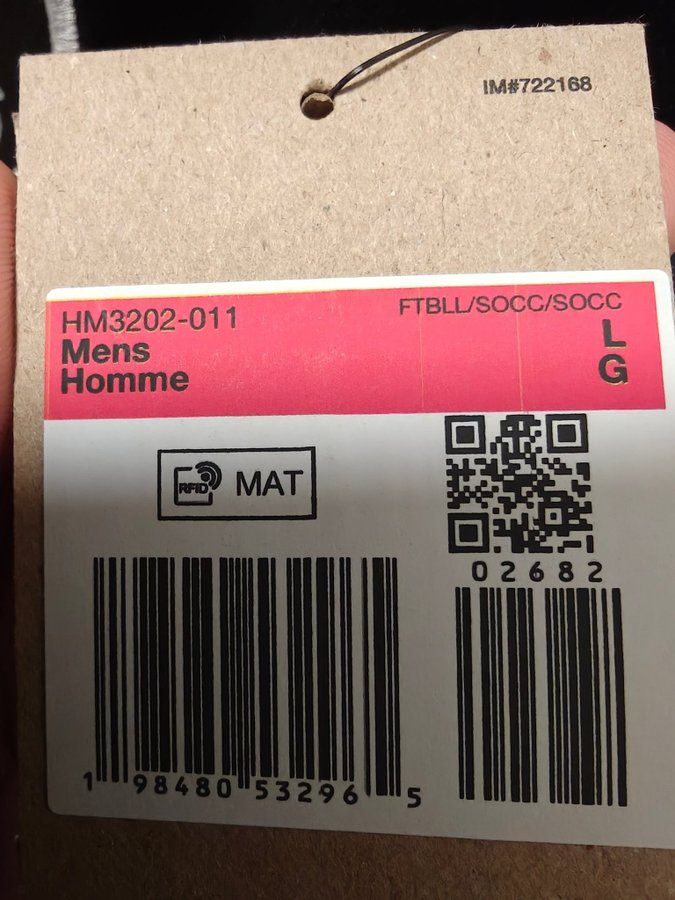 IM#722168
HM3202-011
FTBLL/SOCC/SOCC
Mens
L
Homme
G
RFID MAT
02682
1 98480 53296 5